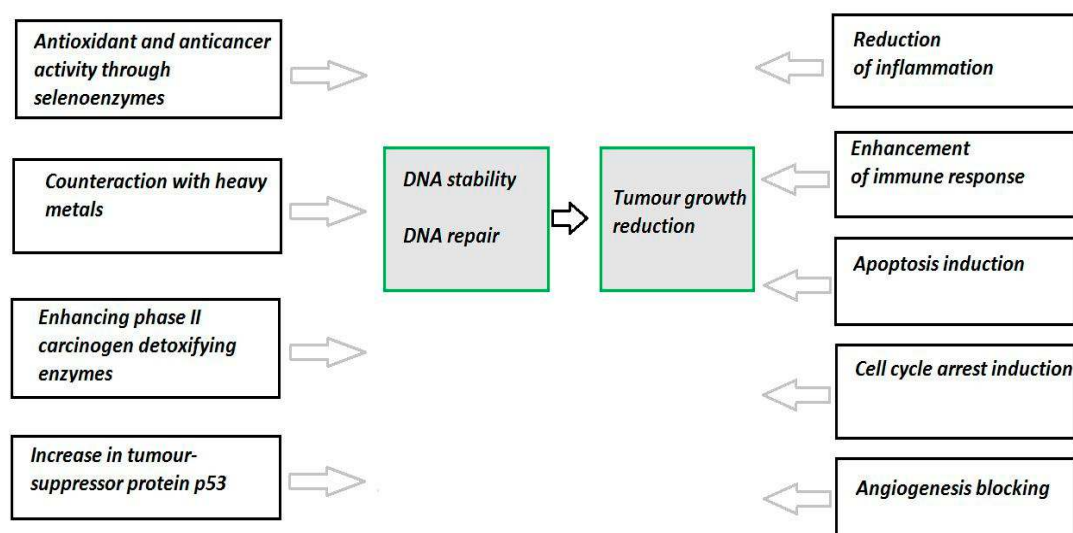 Antioxidant and anticancer
activity through
selenoenzymes
Counteraction with heavy
metals
Enhancing phase II
carcinogen detoxifying
enzymes
Increase in tumour-
suppressor protein p53
DNA stability
DNA repair
Tumour growth
reduction
Reduction
of inflammation
Enhancement
of immune response
Apoptosis induction
Cell cycle arrest induction
Angiogenesis blocking